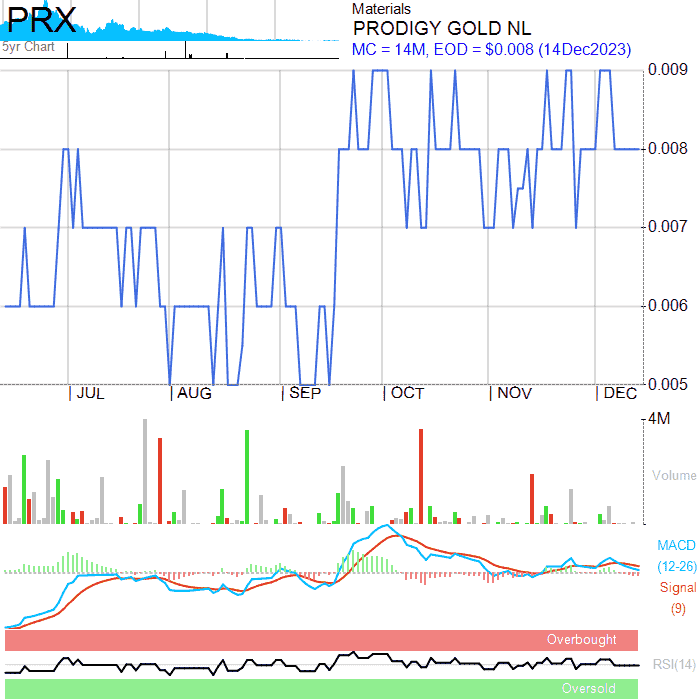 PRX
5yr Chart
Materials
PRODIGY GOLD NL
MC = 14M, EOD = $0.008 (14Dec2023)
0.009
0.008
0.007
0.006
0.005
JUL
AUG
SEP
OCT
NOV
DEC
4M
Volume
MACD
(12-26)
Signal
(9)
Overbought
RSI(14)
Oversold